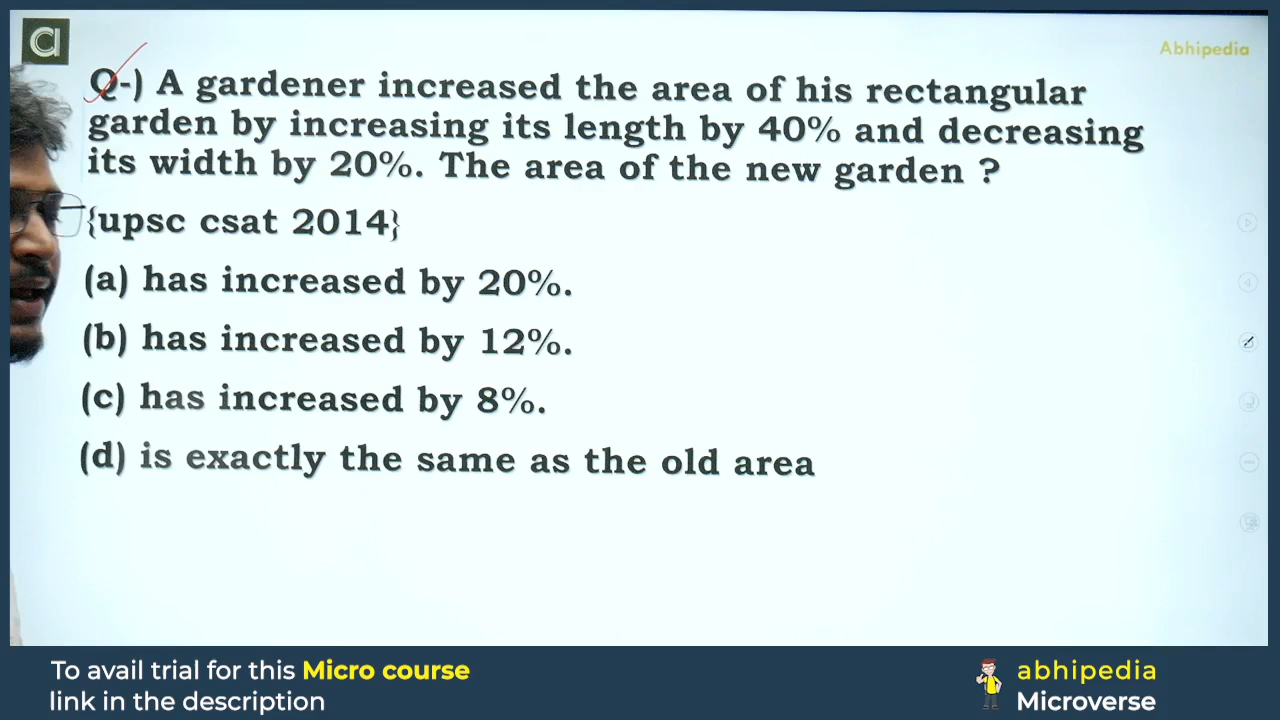 Abhipedia
Q-) A gardener increased the area of his rectangular
garden by increasing its length by 40% and decreasing
its width by 20%. The area of the new garden ?
{upsc csat 2014}
(a) has increased by 20%.
(b) has increased by 12%.
(c) has increased by 8%.
(d) is exactly the same as the old area
To avail trial for this Micro course
link in the description
abhipedia
Microverse